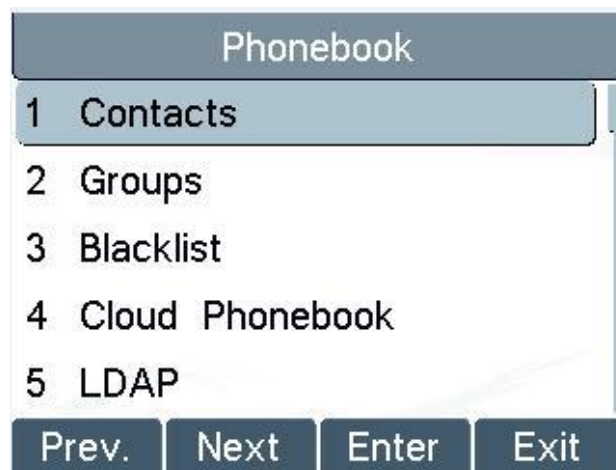 Phonebook
1 Contacts
2 Groups
3 Blacklist
4 Cloud Phonebook
5 LDAP
Prev. Next Enter Exit